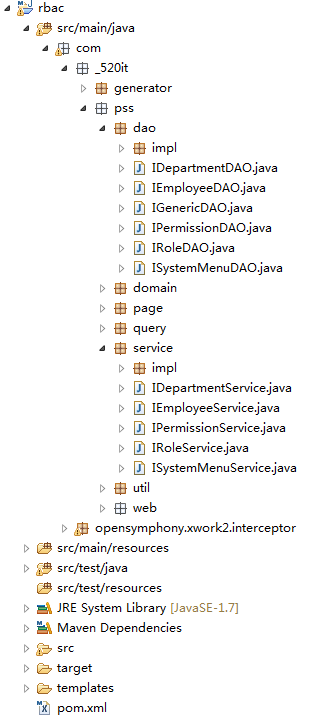 rbac
src/main/java
com
_520it
generator
pss
dao
impl
IDepartmentDAO.java
IEmployeeDAO.java
IGenericDAO.java
IPermissionDAO.java
IRoleDAO.java
ISystemMenuDAO.java
domain
page
query
service
impl
IDepartmentService.java
IEmployeeService.java
IPermissionService.java
IRoleService.java
ISystemMenuService.java
util
web
opensymphony.xwork2.interceptor
src/main/resources
src/test/java
src/test/resources
JRE System Library [JavaSE-1.7]
Maven Dependencies
src
target
templates
pom.xml